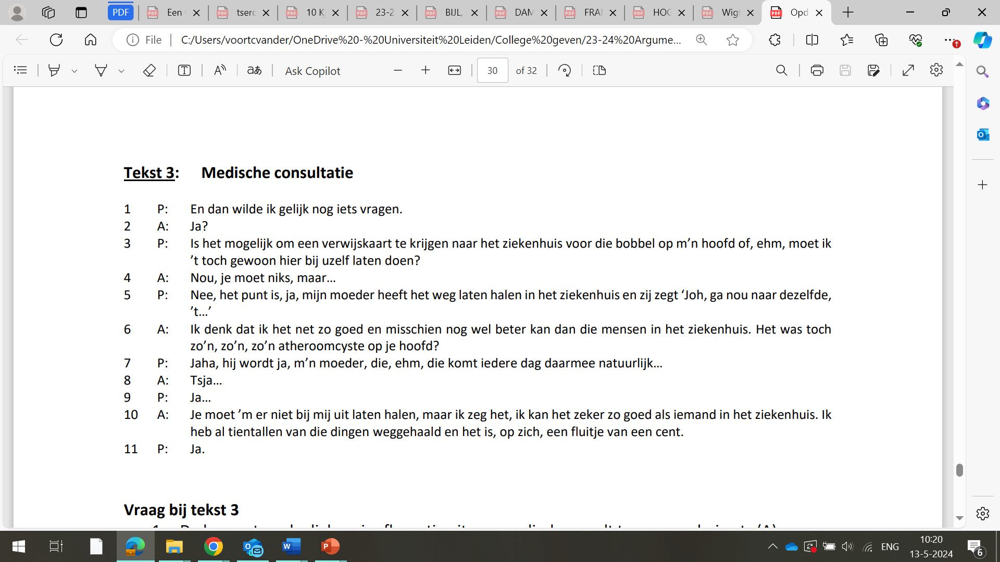 PDF
Een
tserc
10 K
23-2
BIJL,
DAM
FRA
HOG
Wigt
Opd
File
C:/Users/voortcvander/OneDrive%20-%20Universiteit%20Leiden/College%20geven/23-24%20Argume...
aあ
Ask Copilot
30
of 32
Tekst 3: Medische consultatie
1 P: En dan wilde ik gelijk nog iets vragen.
2 A: Ja?
3 P: Is het mogelijk om een verwijskaart te krijgen naar het ziekenhuis voor die bobbel op m’n hoofd of, ehm, moet ik
’t toch gewoon hier bij uzelf laten doen?
4 A: Nou, je moet niks, maar…
5 P: Nee, het punt is, ja, mijn moeder heeft het weg laten halen in het ziekenhuis en zij zegt ‘Joh, ga nou naar dezelfde,
’t…’
6 A: Ik denk dat ik het net zo goed en misschien nog wel beter kan dan die mensen in het ziekenhuis. Het was toch
zo’n, zo’n, zo’n atheroomcyste op je hoofd?
7 P: Jaha, hij wordt ja, m’n moeder, die, ehm, die komt iedere dag daarmee natuurlijk…
8 A: Tsja…
9 P: Ja…
10 A: Je moet ’m er niet bij mij uit laten halen, maar ik zeg het, ik kan het zeker zo goed als iemand in het ziekenhuis. Ik
heb al tientallen van die dingen weggehaald en het is, op zich, een fluitje van een cent.
11 P: Ja.
Vraag bij tekst 3
ENG
10:20
13-5-2024
6